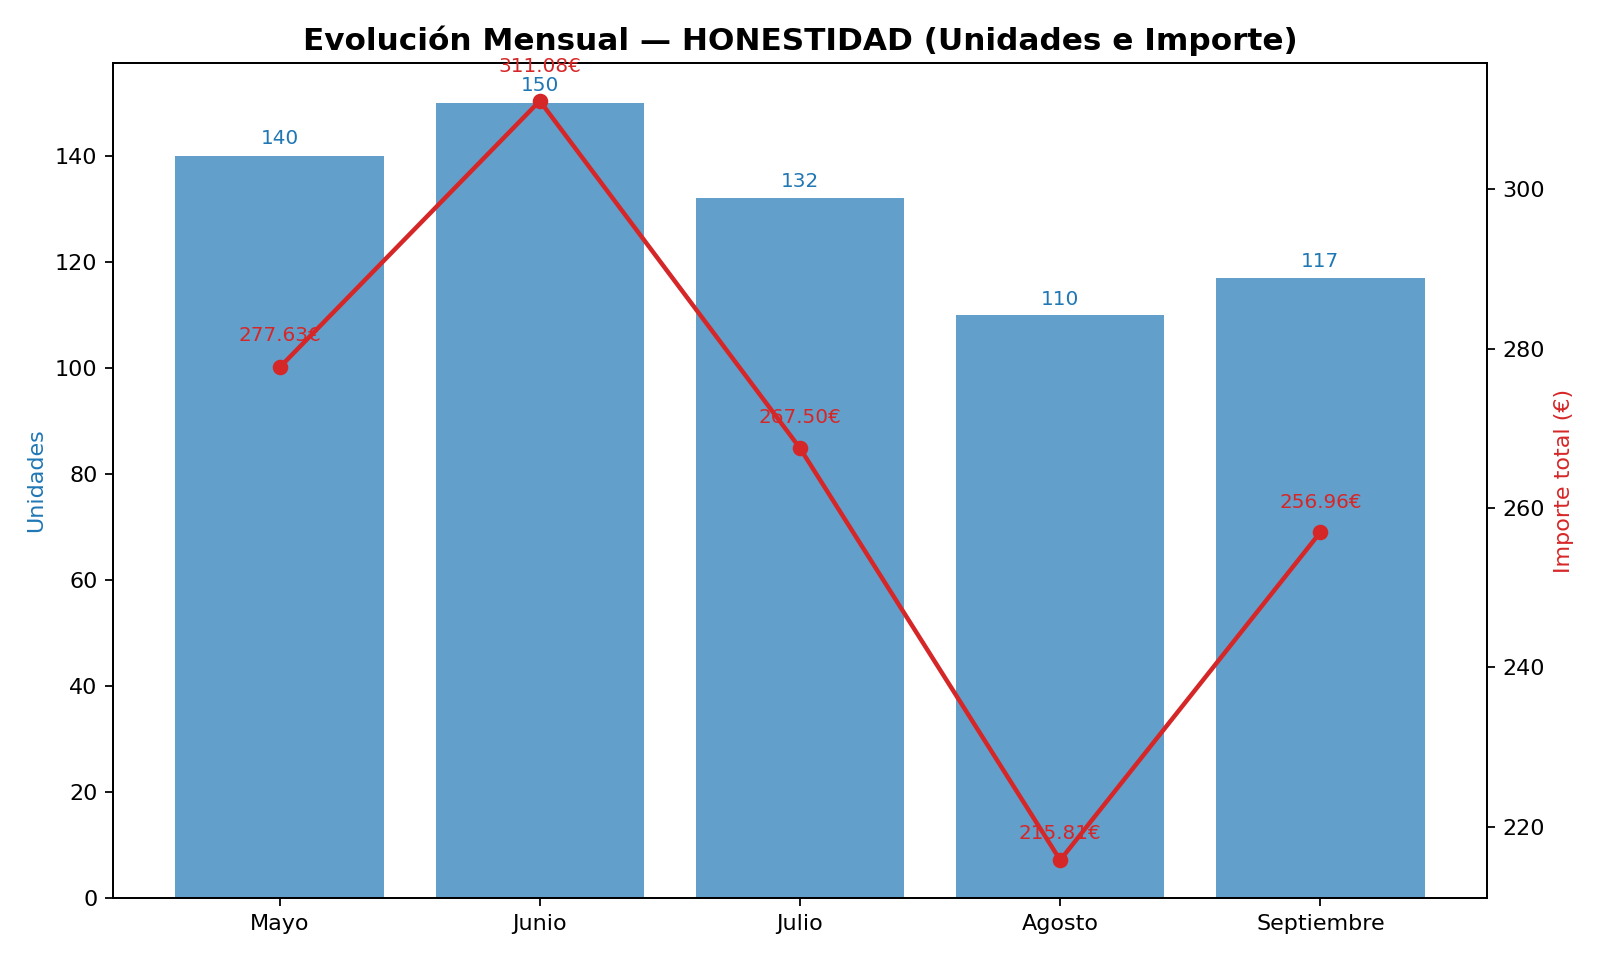 Evolución Mensual — HONESTIDAD (Unidades e Importe)
311.08€
150
140
132
117
110
277.63€
267.50€
256.96€
215.81€
Unidades
140
120
100
80
60
40
20
0
Importe total (€)
300
280
260
240
220
Mayo
Junio
Julio
Agosto
Septiembre